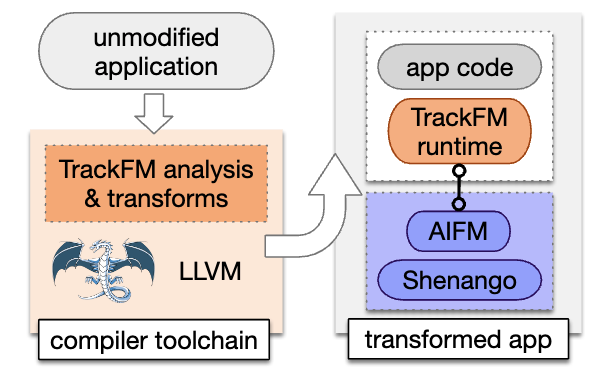 unmodified
application
TrackFM analysis
& transforms
LLVM
compiler toolchain
app code
TrackFM
runtime
AIFM
Shenango
transformed app